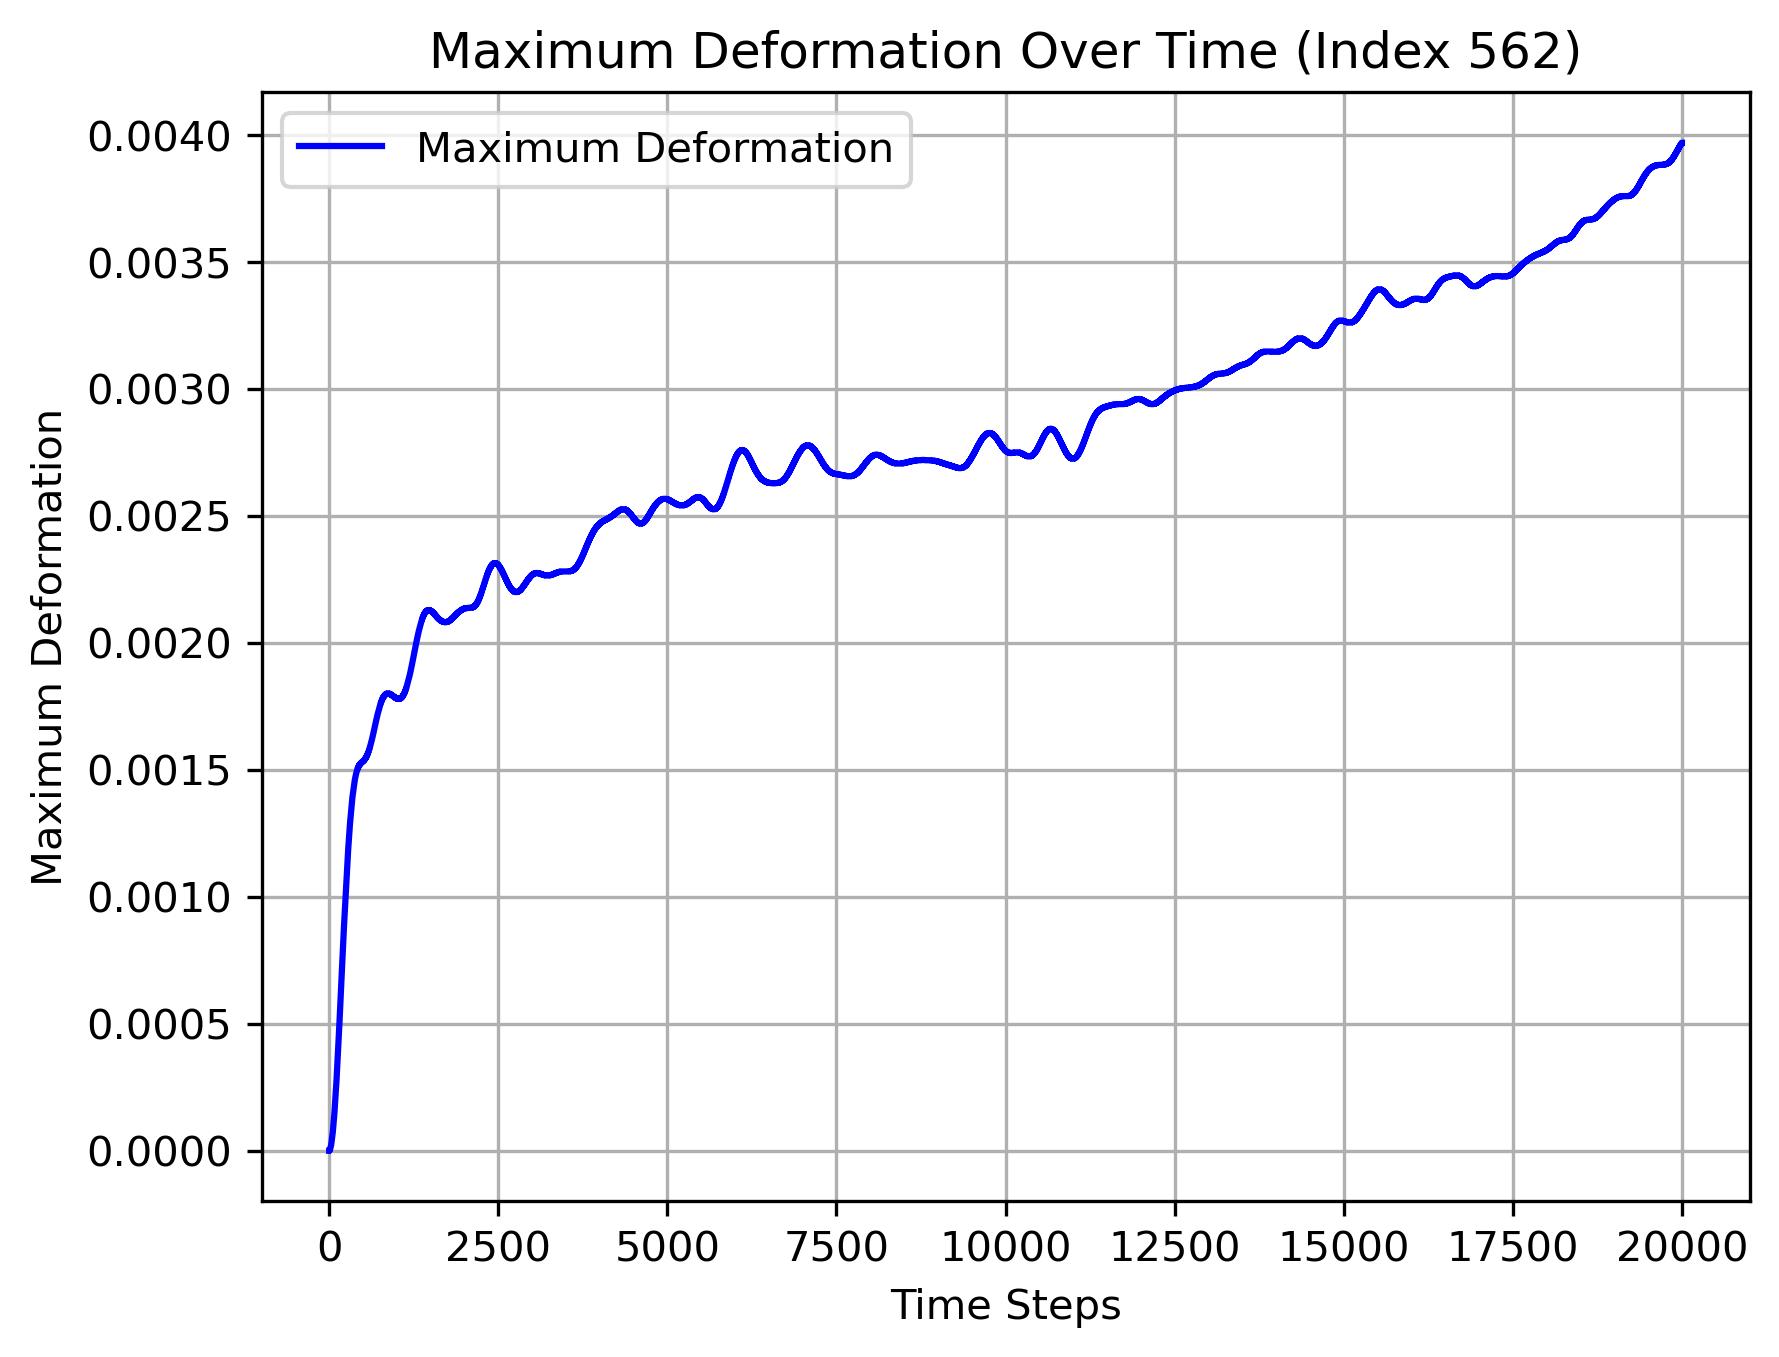 Maximum Deformation Over Time (Index 562)
Maximum Deformation
0.0040
0.0035
0.0030
0.0025
0.0020
0.0015
0.0010
0.0005
0.0000
Maximum Deformation
0 2500 5000 7500 10000 12500 15000 17500 20000
Time Steps